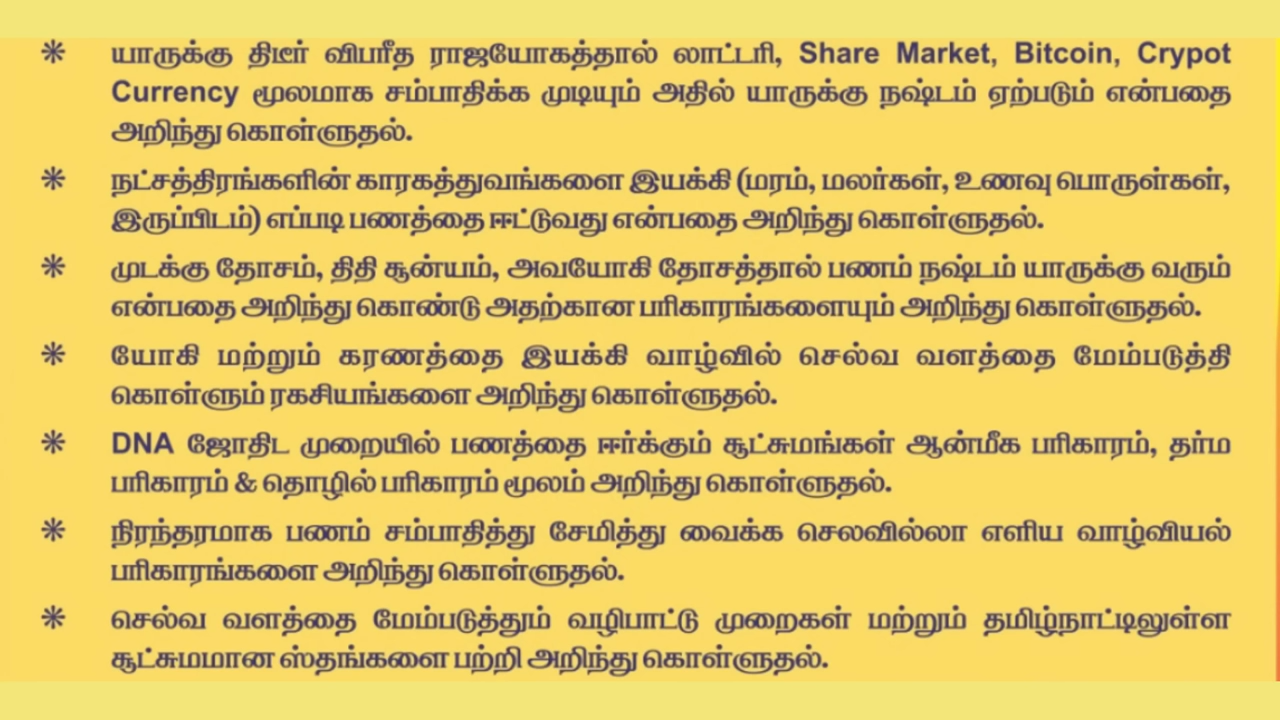 * யாருக்கு திடீர் விபரீத ராஜயோகத்தால் லாட்டரி, Share Market, Bitcoin, Crypot
Currency மூலமாக சம்பாதிக்க முடியும் அதில் யாருக்கு நஷ்டம் ஏற்படும் என்பதை
அறிந்து கொள்ளுதல்.
* நட்சத்திரங்களின் காரகத்துவங்களை இயக்கி (மரம், மலர்கள், உணவு பொருள்கள்,
இருப்பிடம்) எப்படி பணத்தை ஈட்டுவது என்பதை அறிந்து கொள்ளுதல்.
* முடக்கு தோசம், திதி சூன்யம், அவயோகி தோசத்தால் பணம் நஷ்டம் யாருக்கு வரும்
என்பதை அறிந்து கொண்டு அதற்கான பரிகாரங்களையும் அறிந்து கொள்ளுதல்.
* யோகி மற்றும் கரணத்தை இயக்கி வாழ்வில் செல்வ வளத்தை மேம்படுத்தி
கொள்ளும் ரகசியங்களை அறிந்து கொள்ளுதல்.
* DNA ஜோதிட முறையில் பணத்தை ஈர்க்கும் சூட்சுமங்கள் ஆன்மீக பரிகாரம், தர்ம
பரிகாரம் & தொழில் பரிகாரம் மூலம் அறிந்து கொள்ளுதல்.
* நிரந்தரமாக பணம் சம்பாதித்து சேமித்து வைக்க செலவில்லா எளிய வாழ்வியல்
பரிகாரங்களை அறிந்து கொள்ளுதல்.
* செல்வ வளத்தை மேம்படுத்தும் வழிபாட்டு முறைகள் மற்றும் தமிழ்நாட்டிலுள்ள
சூட்சுமமான ஸ்தங்களை பற்றி அறிந்து கொள்ளுதல்.